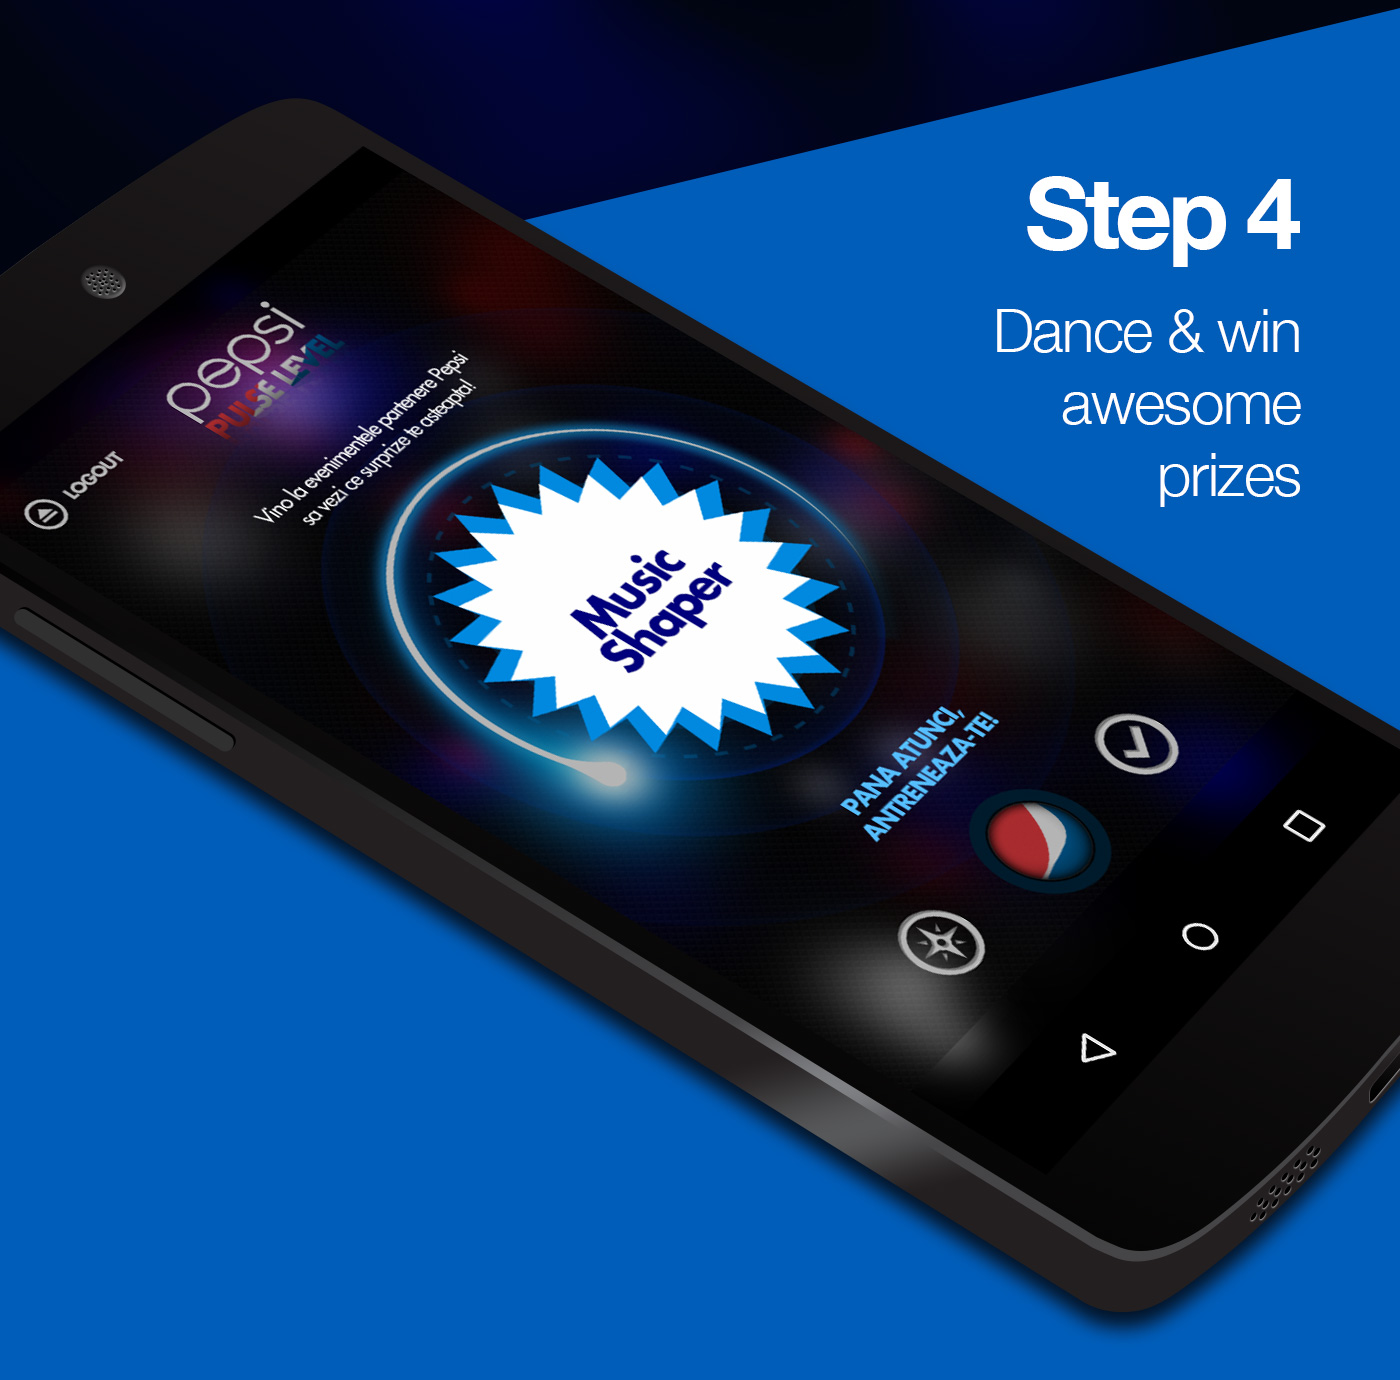 Step 4
Dance & win
awesome
prizes
LOGOUT
pepsi
PULSE LEVEL
Vino la evenimentele partenere Pepsi
sa vezi ce surprize te asteapta!
Music
Shaper
PANA ATUNCI,
ANTRENEAZA-TE!